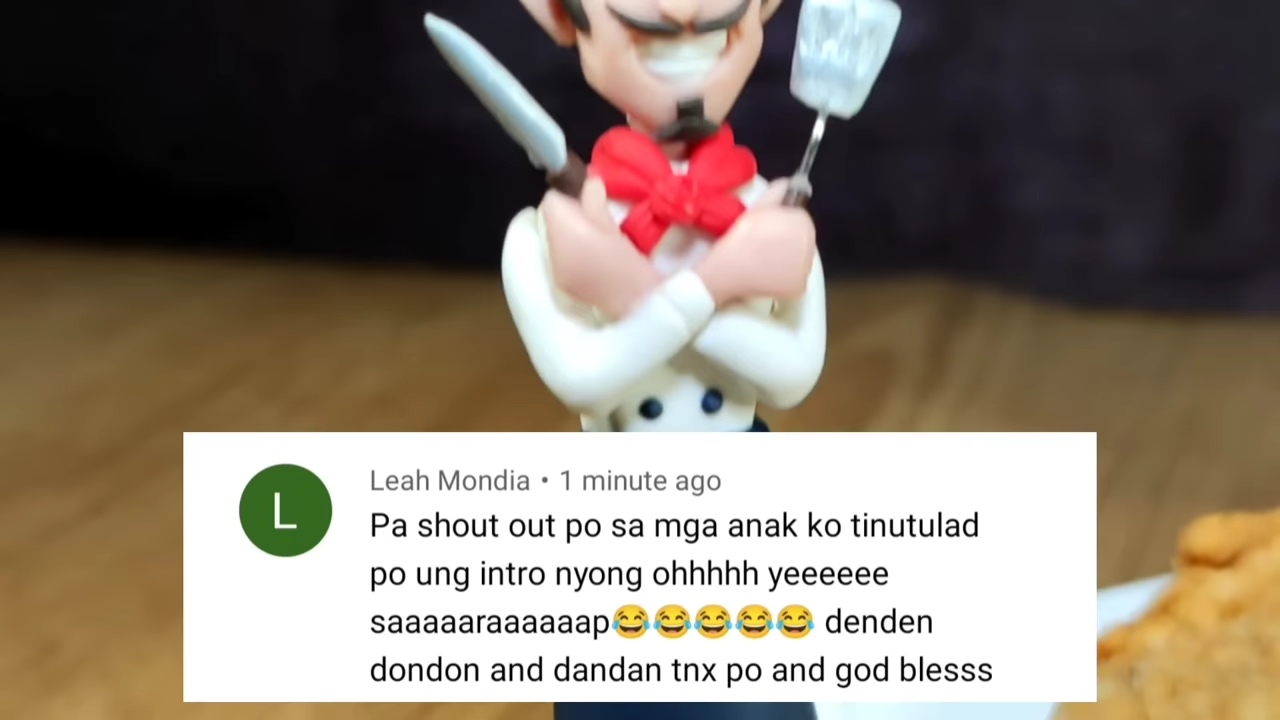 L
Leah Mondia • 1 minute ago
Pa shout out po sa mga anak ko tinutulad
po ung intro nyong ohhhhh yeeeeee
saaaaaraaaaaap😂😂😂😂😂 denden
dondon and dandan tnx po and god blesss